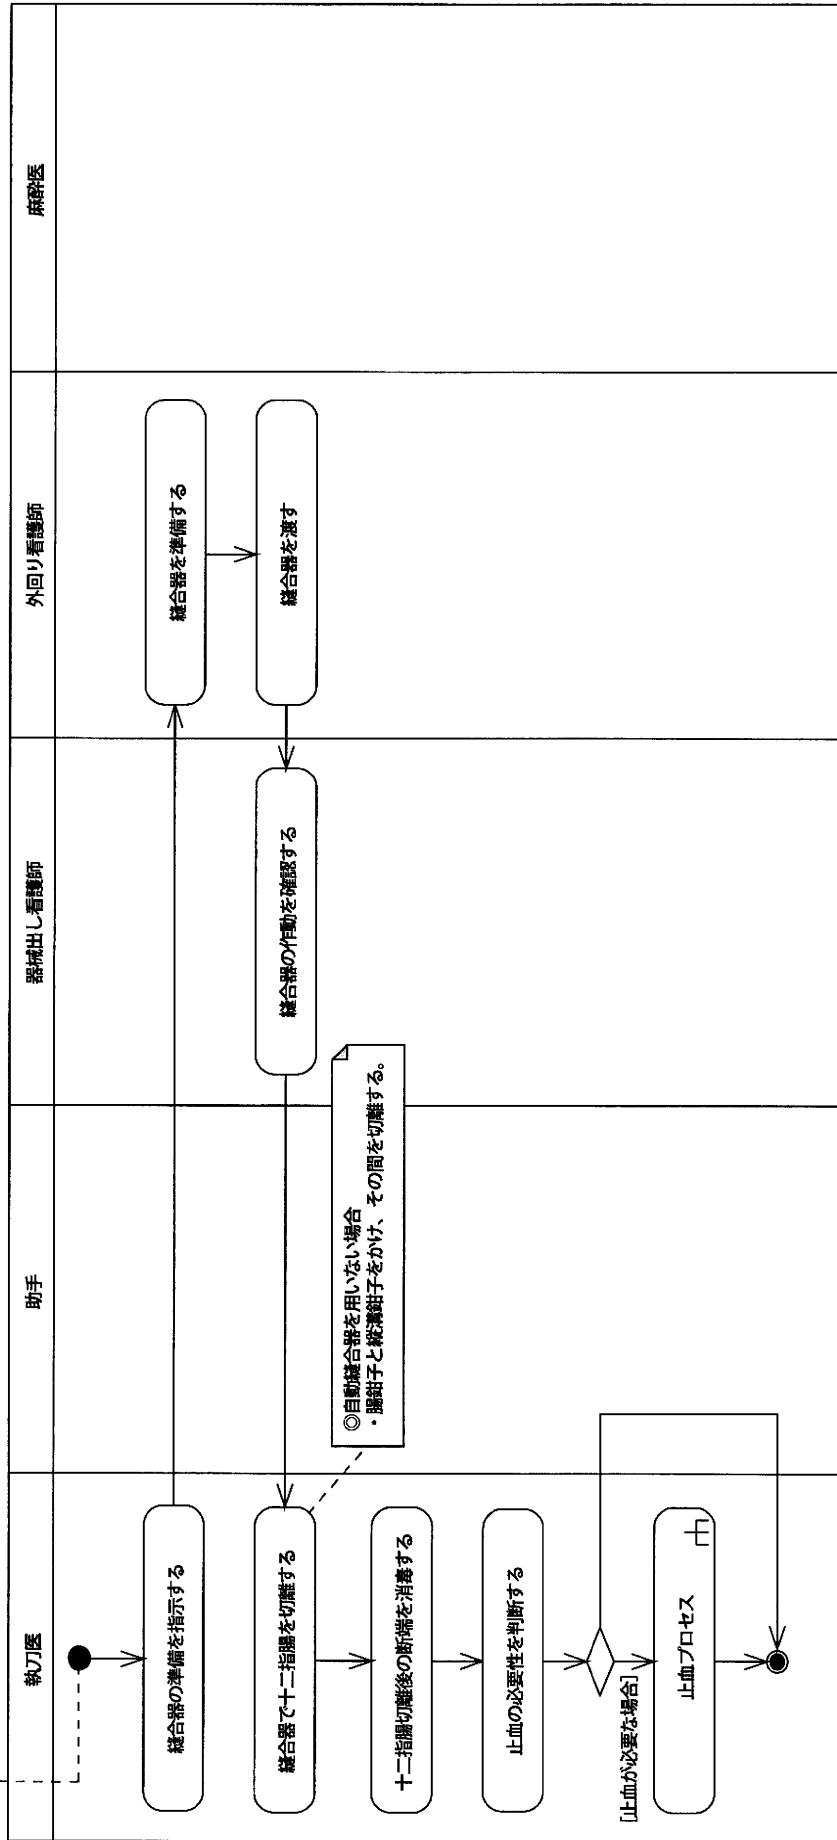 執刀医
助手
器械出し看護師
外回り看護師
麻酔医
縫合器の準備を指示する
縫合器を準備する
縫合器を渡す
縫合器の作動を確認する
縫合器で十二指腸を切離する
◎自動縫合器を用いない場合
・腸鉗子と縦溝鉗子をかけ、その間を切離する。
十二指腸切離後の断端を消毒する
止血の必要性を判断する
[止血が必要な場合]
止血プロセス